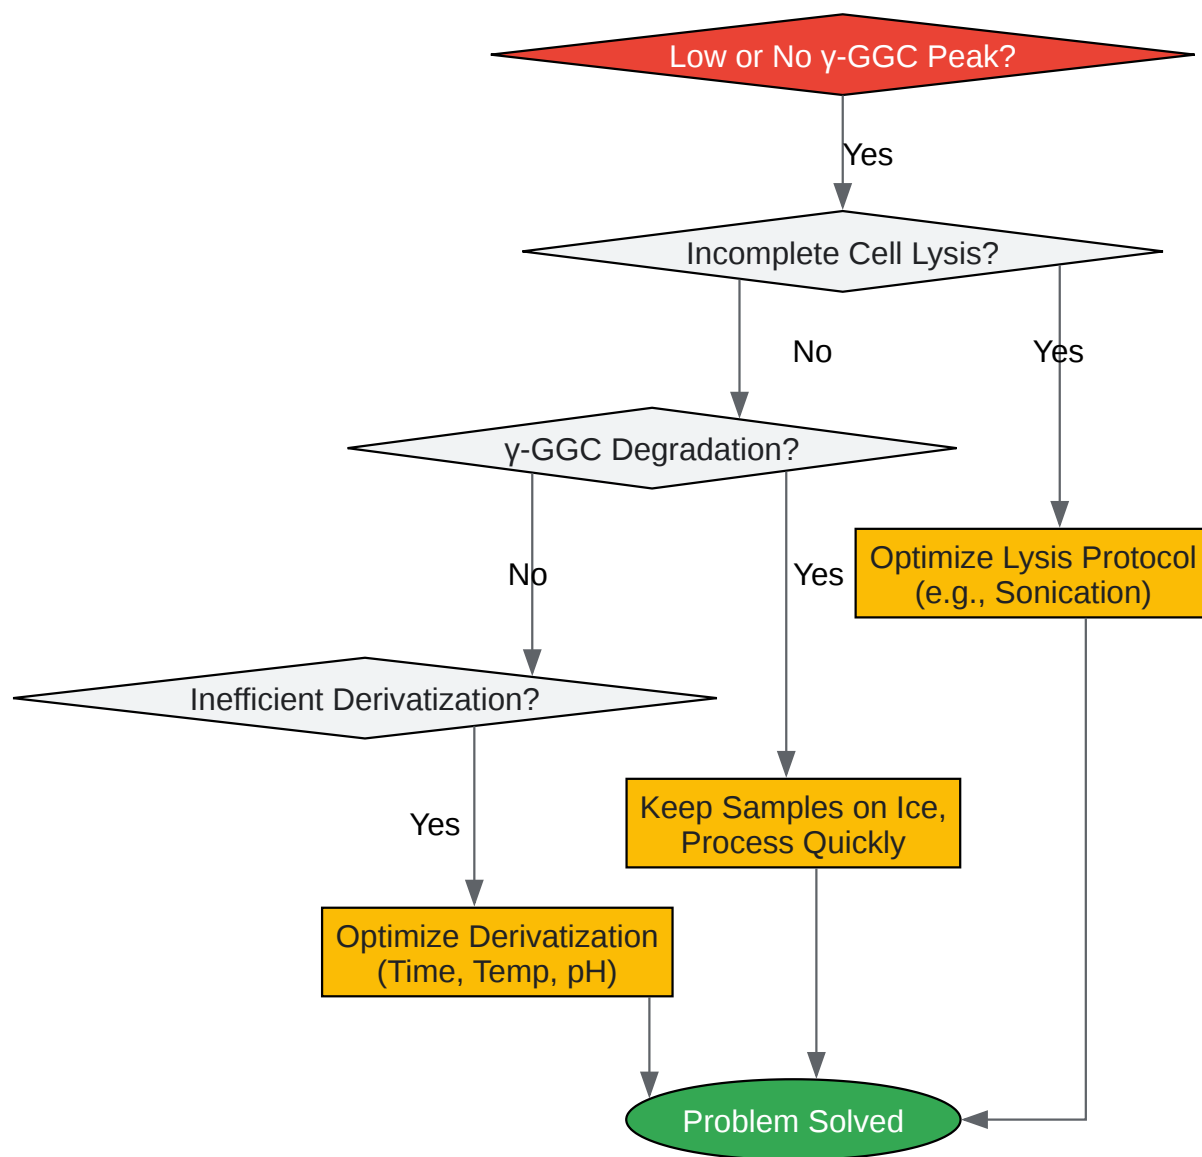 Low or No γ-GGC Peak?
Yes
Incomplete Cell Lysis?
No
Yes
γ-GGC Degradation?
Optimize Lysis Protocol
(e.g., Sonication)
No
Yes
Inefficient Derivatization?
Keep Samples on Ice,
Process Quickly
Yes
Optimize Derivatization
(Time, Temp, pH)
Problem Solved